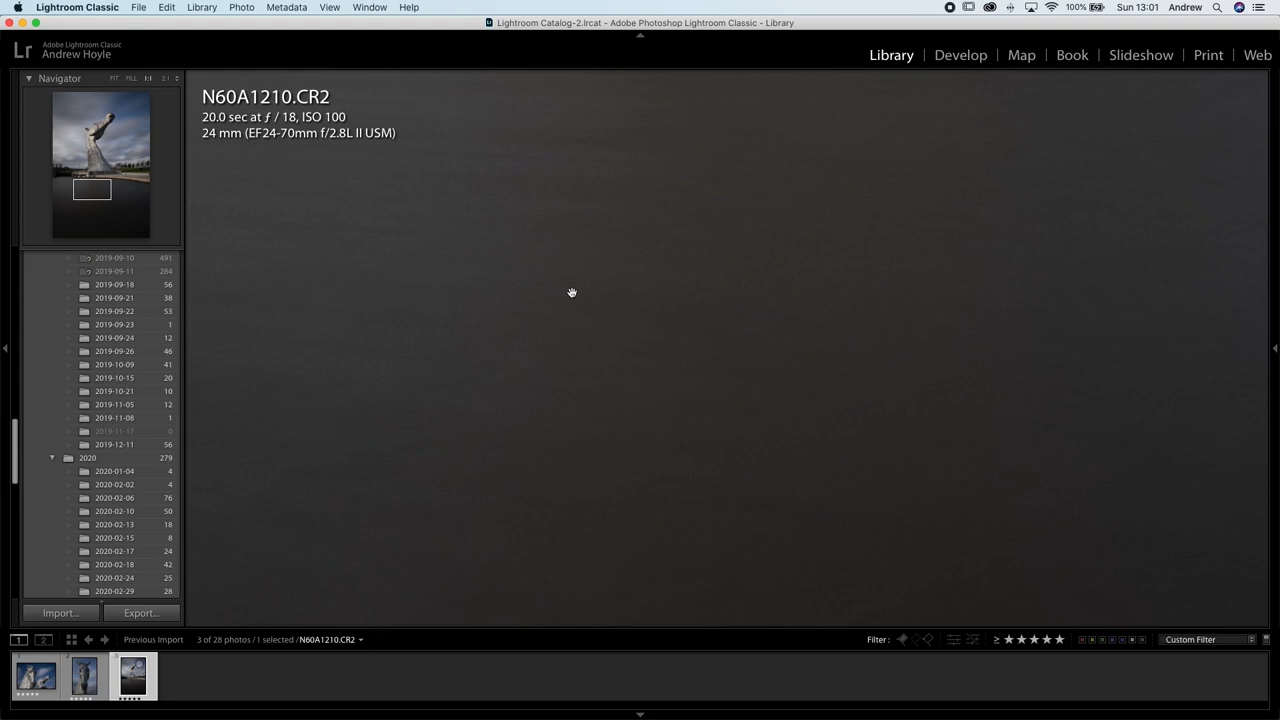 Lightroom Classic File Edit Library Photo Metadata View Window Help 100% Sun 13:01 Andrew
Lightroom Catalog-2.lrcat - Adobe Photoshop Lightroom Classic - Library
Lr Adobe Lightroom Classic
Andrew Hoyle
Library | Develop | Map | Book | Slideshow | Print | Web
Navigator FIT FILL 1:1 2:1
N60A1210.CR2
20.0 sec at ƒ / 18, ISO 100
24 mm (EF24-70mm f/2.8L II USM)
2019-09-10 491
2019-09-11 284
2019-09-18 56
2019-09-21 38
2019-09-22 53
2019-09-23 1
2019-09-24 12
2019-09-26 46
2019-10-09 41
2019-10-15 20
2019-10-21 10
2019-11-05 12
2019-11-08 1
2019-11-17 0
2019-12-11 56
2020 279
2020-01-04 4
2020-02-02 4
2020-02-06 76
2020-02-10 50
2020-02-13 18
2020-02-15 8
2020-02-17 24
2020-02-18 42
2020-02-24 25
2020-02-29 28
Import... Export...
1 2 Previous Import 3 of 28 photos / 1 selected / N60A1210.CR2 Filter : ≥ ★★★★★ Custom Filter
1 2 3